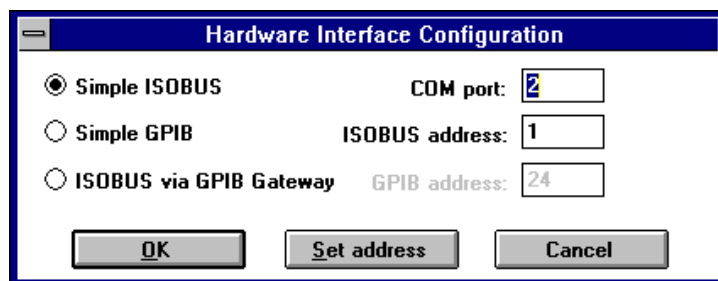 Hardware Interface Configuration
Simple ISOBUS COM port: 2
Simple GPIB ISOBUS address: 1
ISOBUS via GPIB Gateway GPIB address: 24
OK Set address Cancel